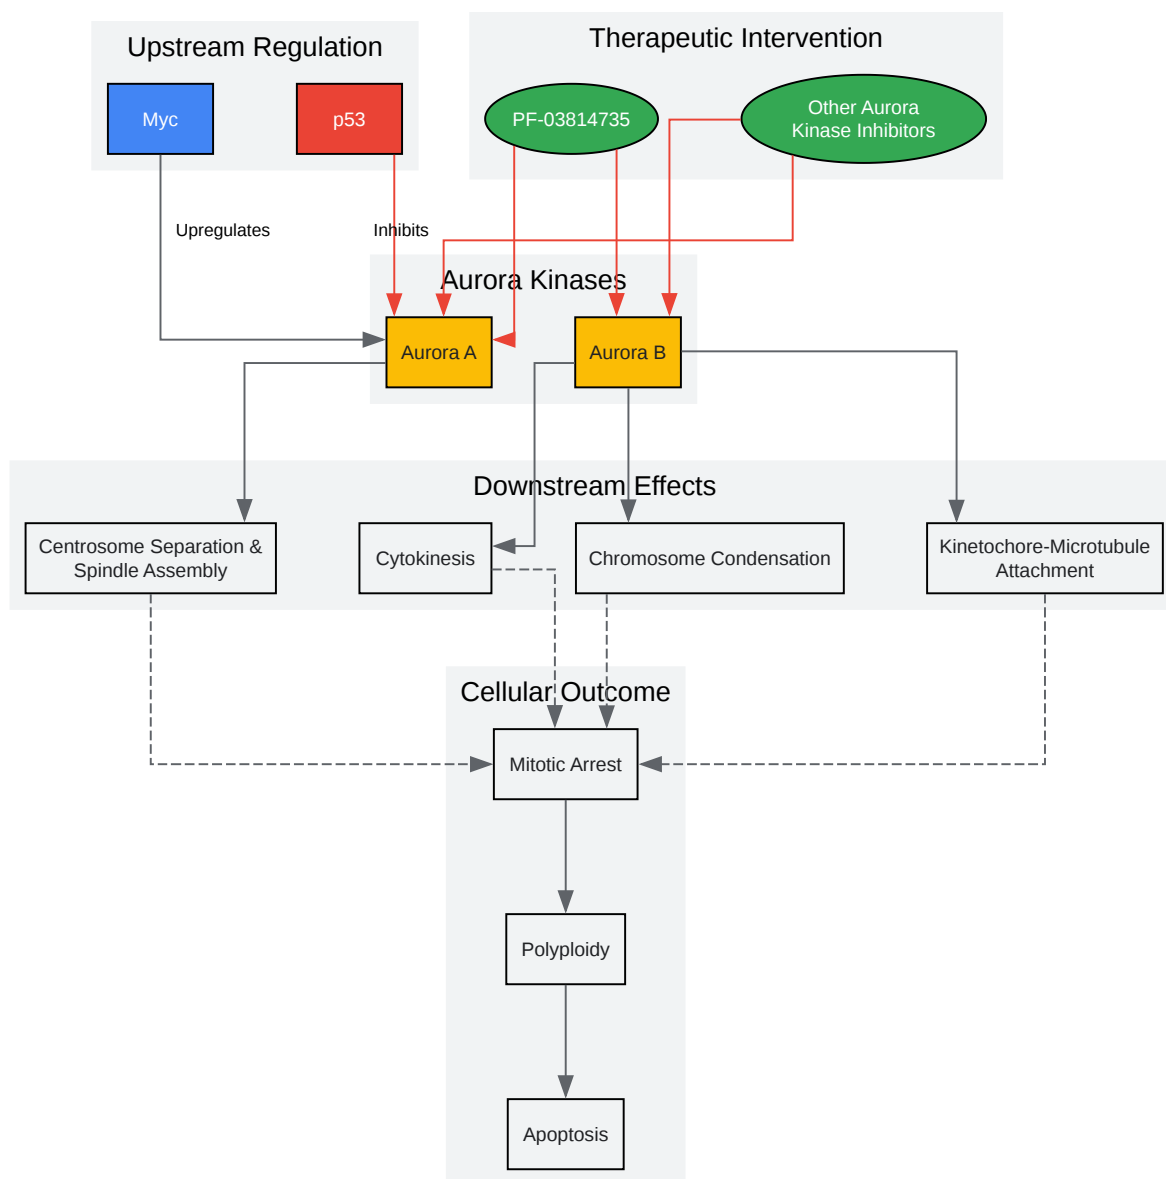 Upstream Regulation
Therapeutic Intervention
Myc
p53
PF-03814735
Other Aurora
Kinase Inhibitors
Upregulates
Inhibits
Aurora Kinases
Aurora A
Aurora B
Downstream Effects
Centrosome Separation &
Spindle Assembly
Cytokinesis
Chromosome Condensation
Kinetochore-Microtubule
Attachment
Cellular Outcome
Mitotic Arrest
Polyploidy
Apoptosis